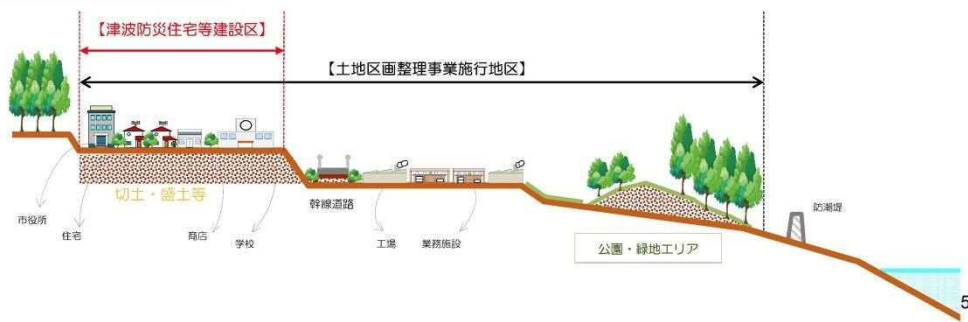 【津波防災住宅等建設区】
【土地区画整理事業施行地区】
切土・盛土等
市役所
住宅
商店
学校
幹線道路
工場
業務施設
公園・緑地エリア
防潮堤
5